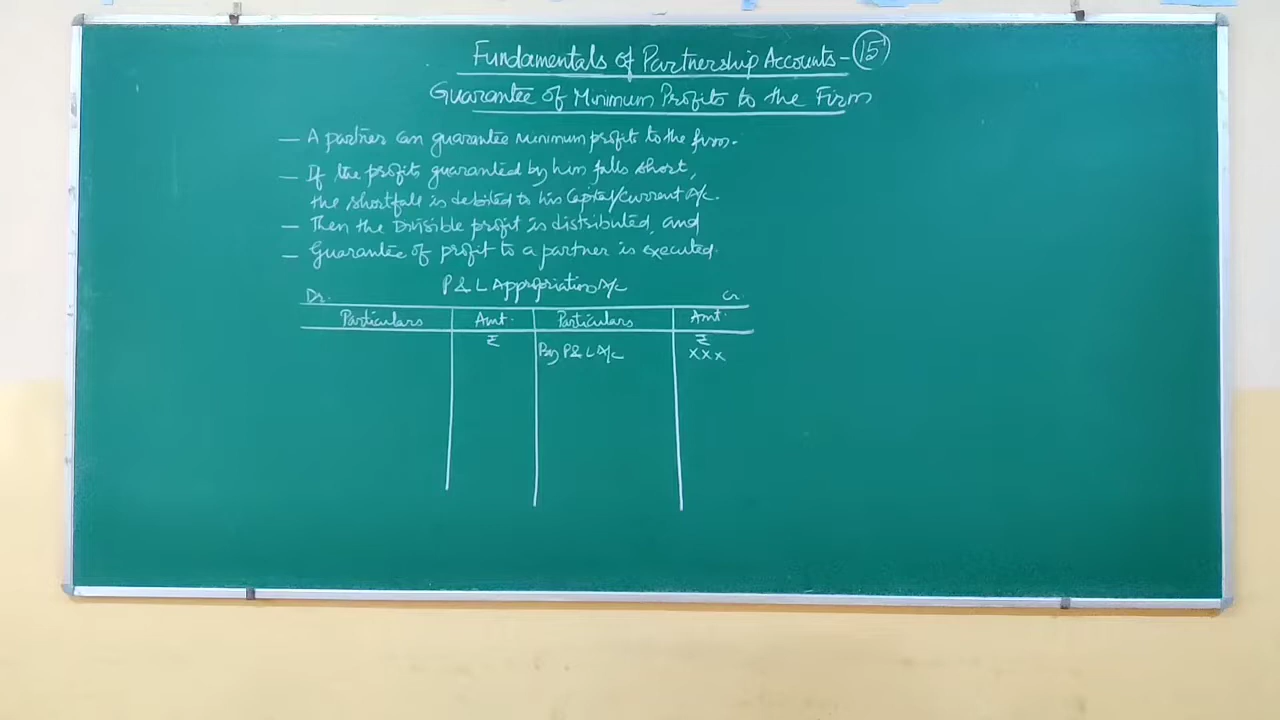 Fundamentals of Partnership Accounts - 15
Guarantee of Minimum Profits to the Firm
— A partner can guarantee minimum profit to the firm.
— If the profits guaranteed by him falls short,
the shortfall is debited to his Capital/Current A/c.
— Then the Divisible profit is distributed, and
— Guarantee of profit to a partner is executed.
P & L Appropriation A/c
Dr. Cr.
Particulars Amt. Particulars Amt.
₹ ₹
By P & L A/c xxx